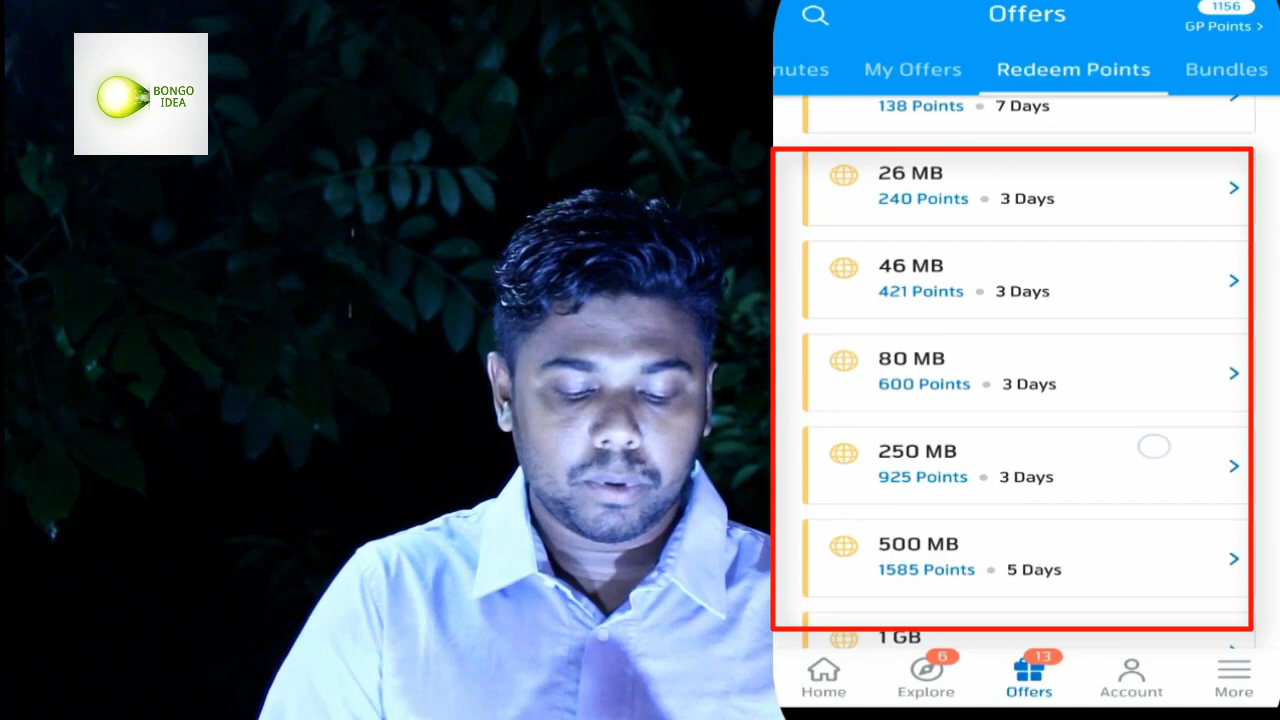 BONGO
IDEA
Offers
1156
GP Points >
My Offers
Redeem Points
Bundles
138 Points • 7 Days
26 MB
240 Points • 3 Days
46 MB
421 Points • 3 Days
80 MB
600 Points • 3 Days
250 MB
925 Points • 3 Days
500 MB
1585 Points • 5 Days
1 GB
6
13
Home
Explore
Offers
Account
More